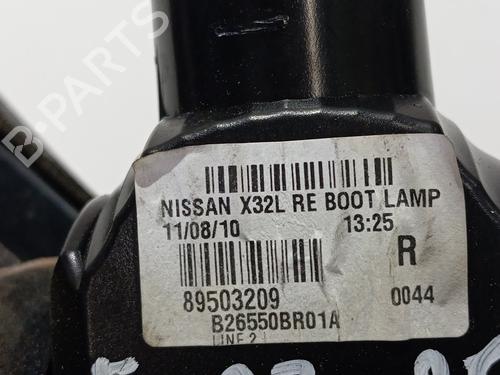 B-PARTS
NISSAN X32L RE BOOT LAMP
11/08/10 13:25
R
89503209 0044
B26550BR01A
LINE 2